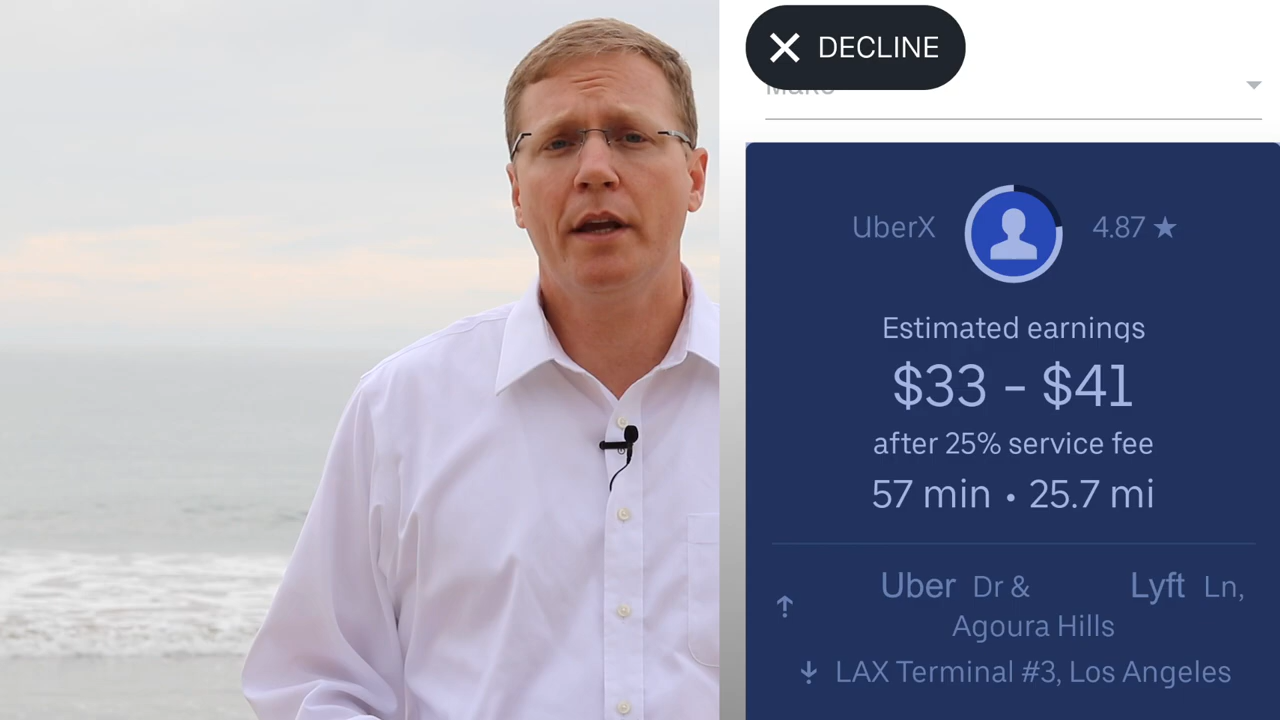 DECLINE
Make
UberX 4.87 ★
Estimated earnings
$33 - $41
after 25% service fee
57 min • 25.7 mi
Uber Dr & Lyft Ln,
Agoura Hills
LAX Terminal #3, Los Angeles